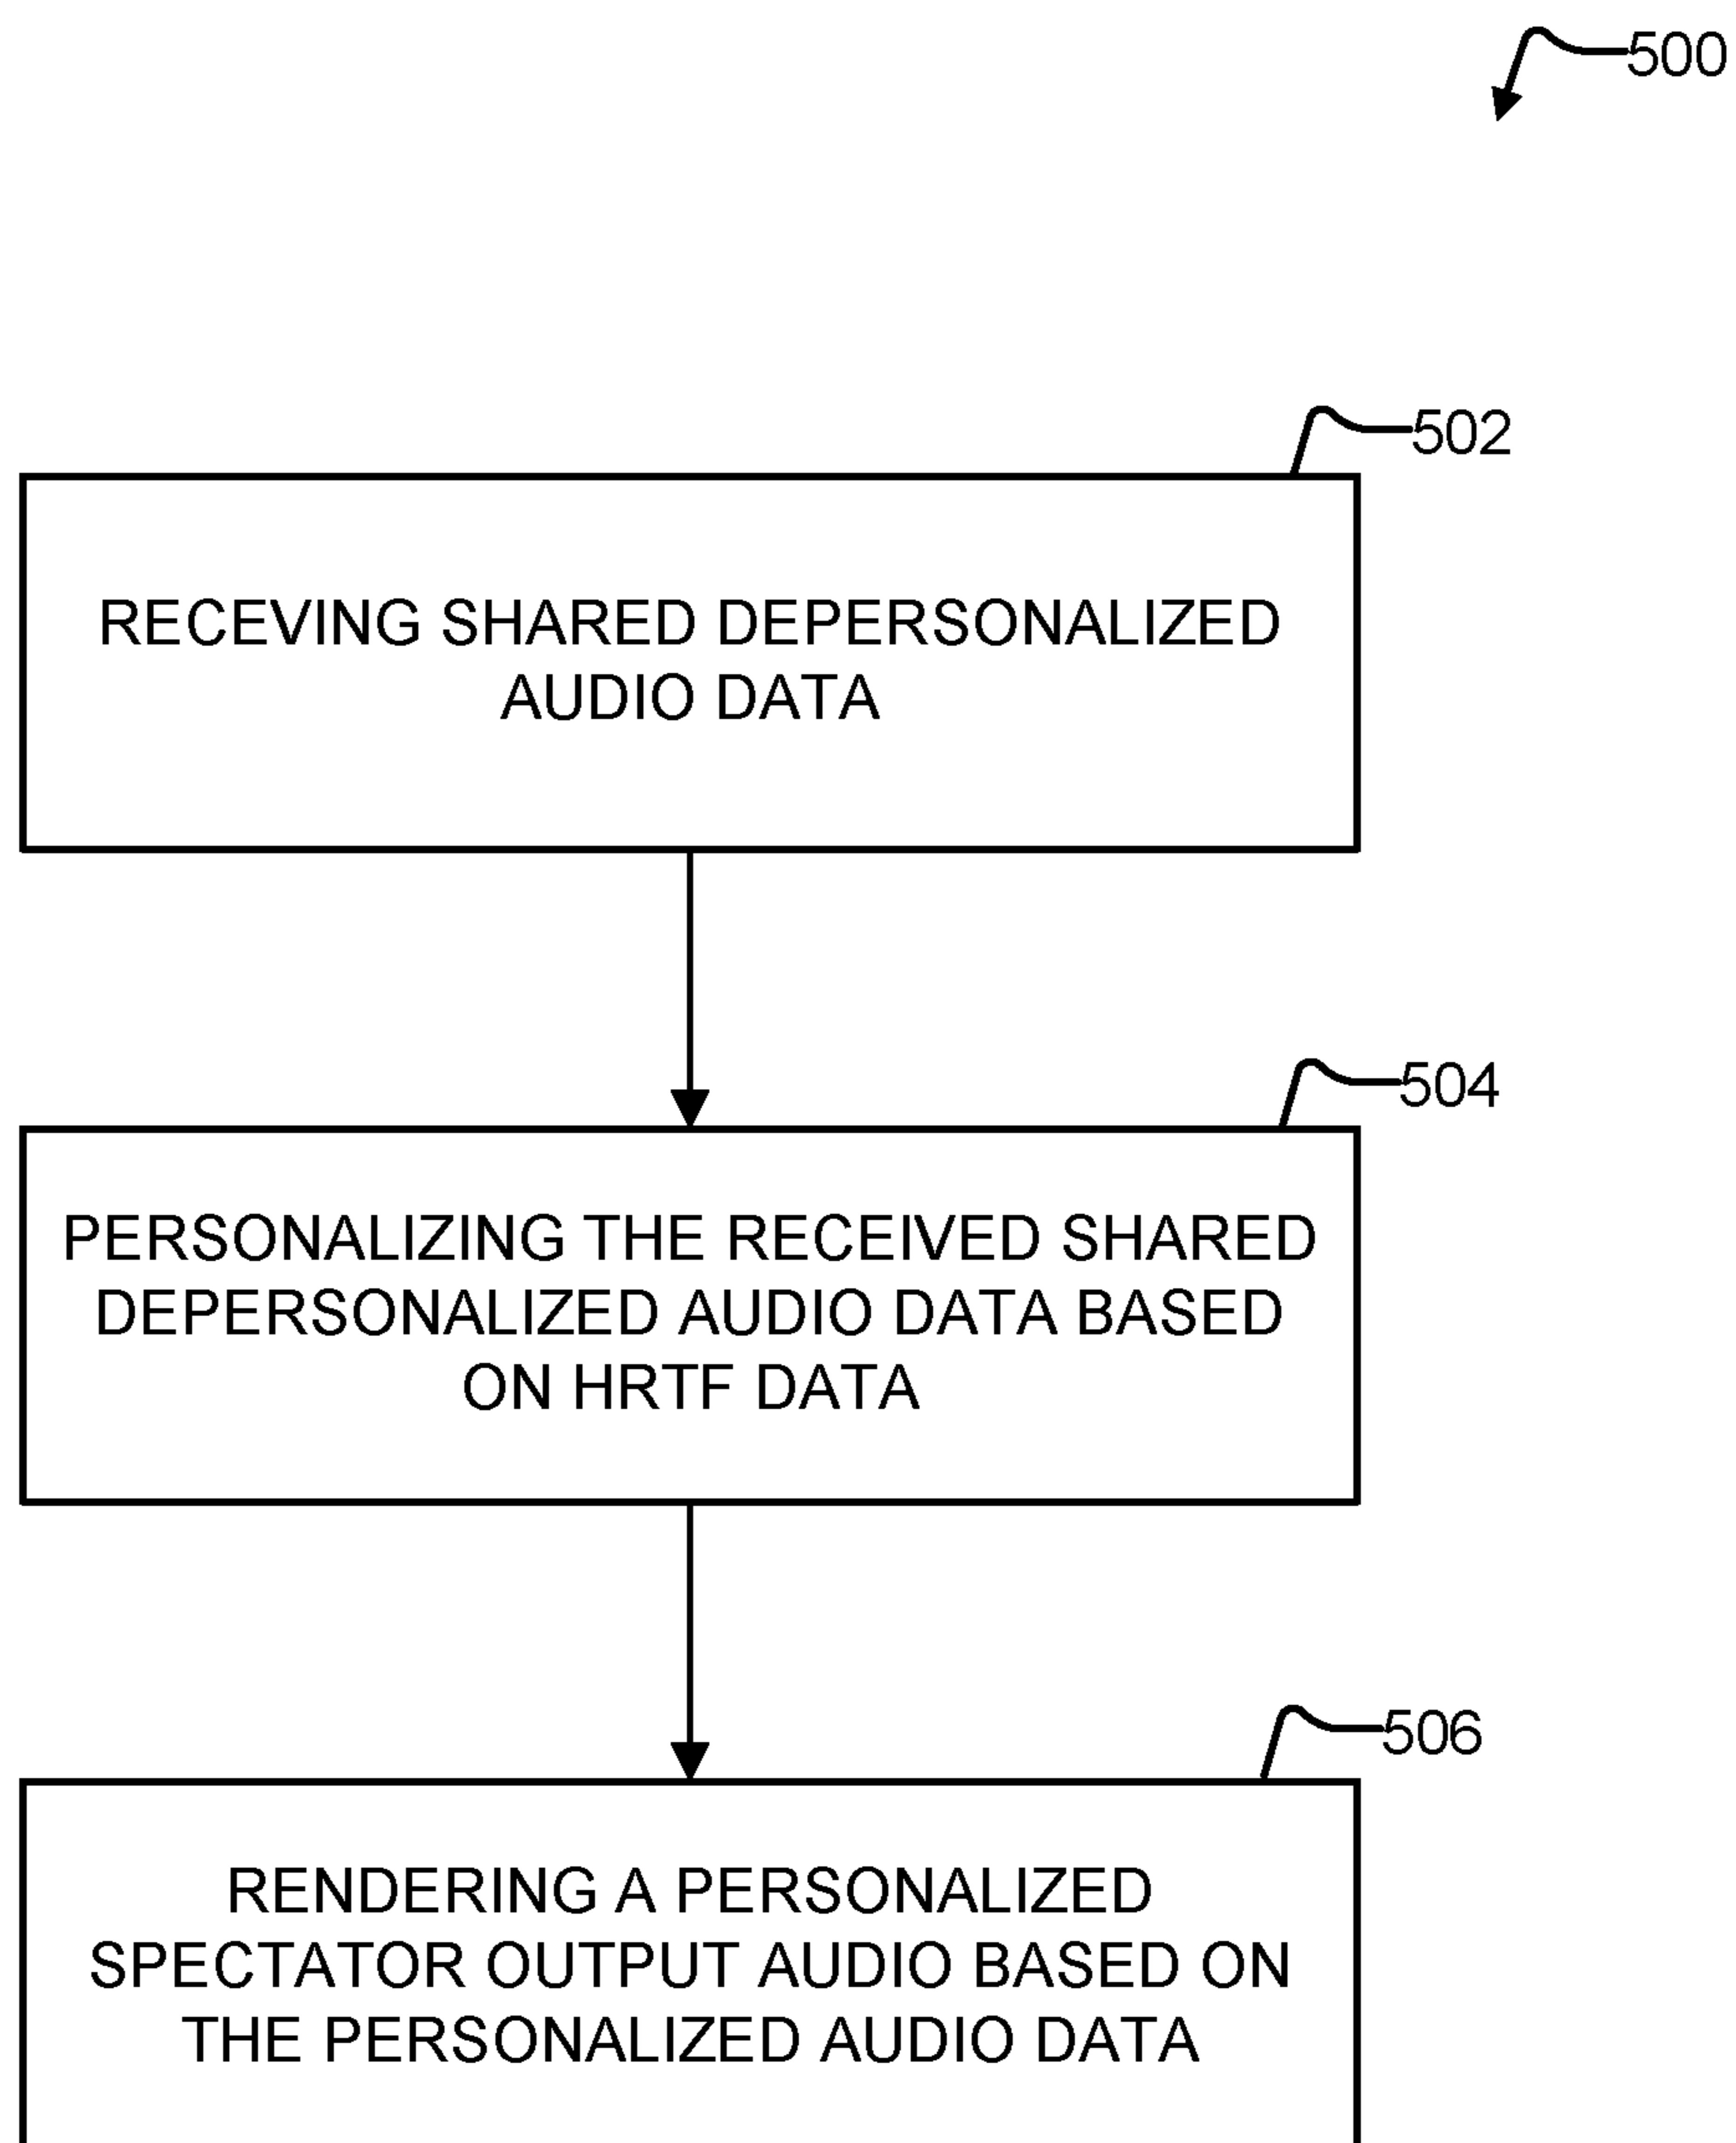 500
502
RECEVING SHARED DEPERSONALIZED
AUDIO DATA
504
PERSONALIZING THE RECEIVED SHARED
DEPERSONALIZED AUDIO DATA BASED
ON HRTF DATA
506
RENDERING A PERSONALIZED
SPECTATOR OUTPUT AUDIO BASED ON
THE PERSONALIZED AUDIO DATA